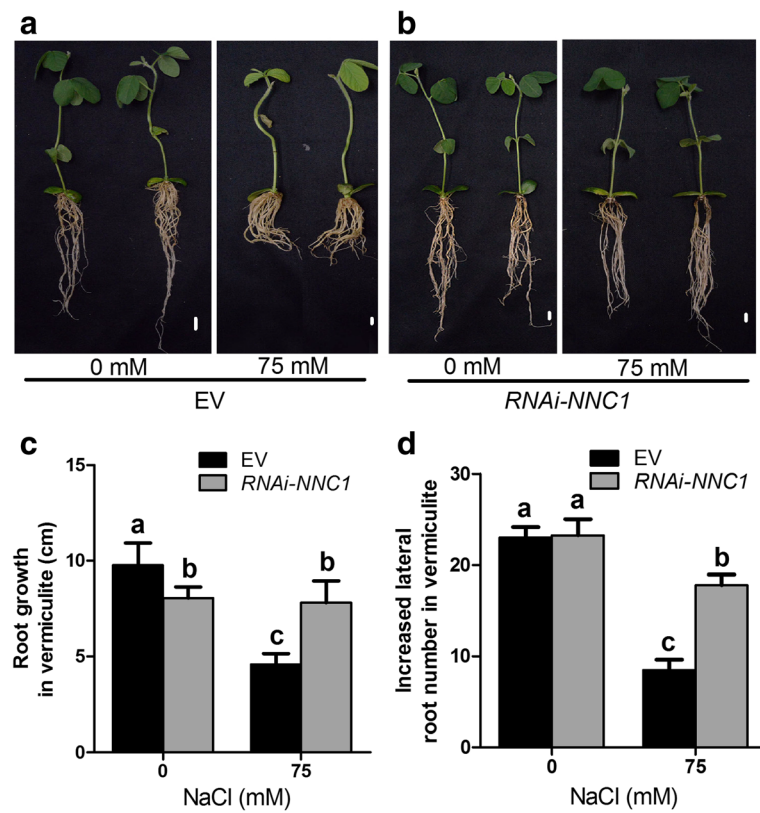 a
b
0 mM
75 mM
0 mM
75 mM
EV
RNAi-NNC1
c
15
10
5
0
Root growth
in vermiculite (cm)
EV
RNAi-NNC1
a
b
c
b
0
75
NaCl (mM)
d
30
20
10
0
Increased lateral
root number in vermiculite
EV
RNAi-NNC1
a
a
c
b
0
75
NaCl (mM)